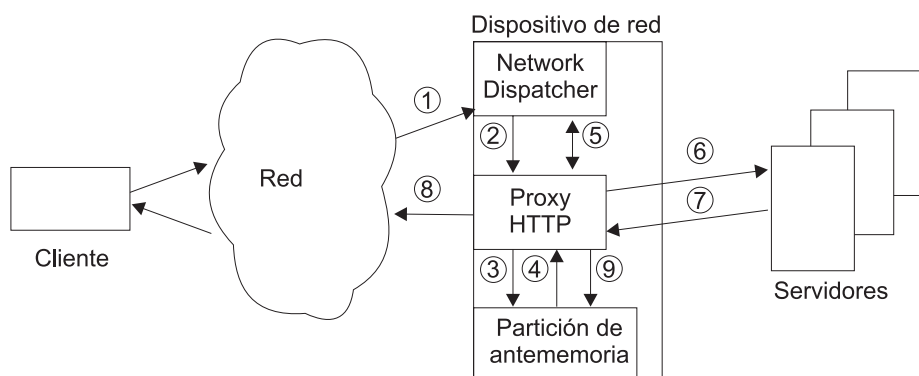 Dispositivo de red
Network
Dispatcher
①
②
⑤
⑥
Red
⑧
Proxy
HTTP
⑦
Cliente
③
④
⑨
Servidores
Partición de
antememoria